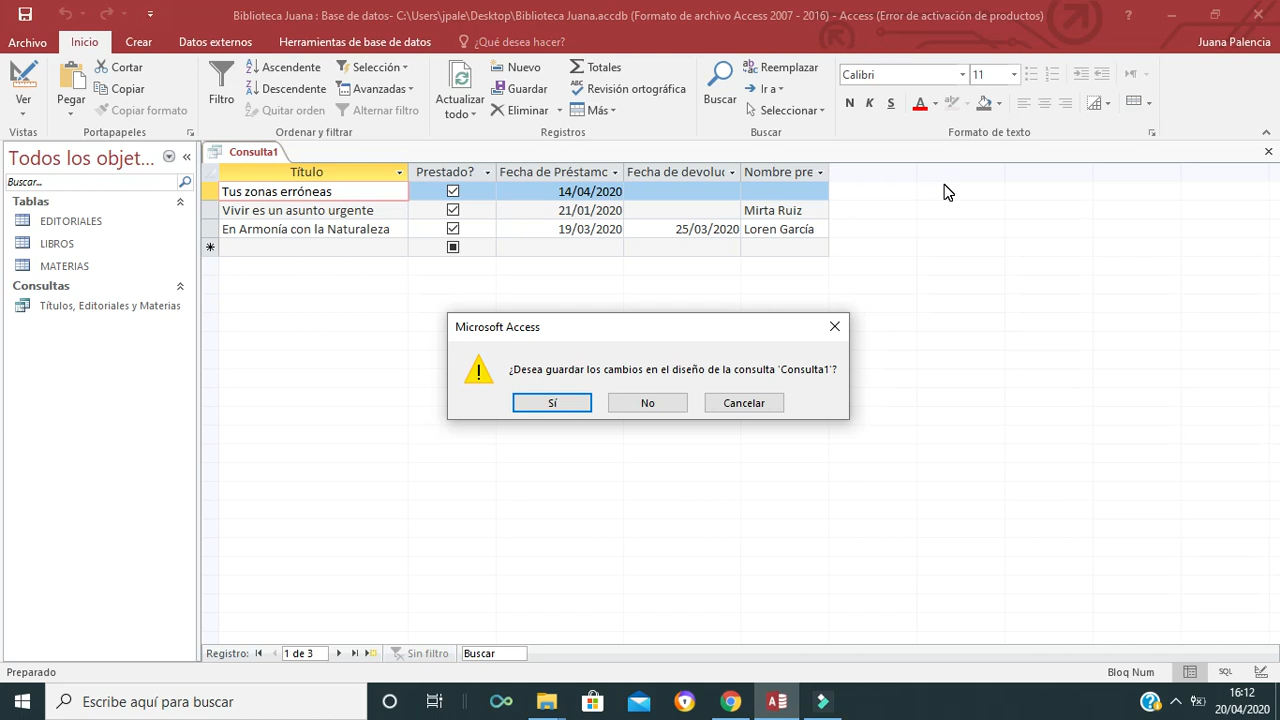 Biblioteca Juana : Base de datos- C:\Users\jpale\Desktop\Biblioteca Juana.accdb (Formato de archivo Access 2007 - 2016) - Access (Error de activación de productos)
?
Archivo Inicio Crear Datos externos Herramientas de base de datos ¿Qué desea hacer? Juana Palencia
Ver
Vistas
Pegar
Cortar
Copiar
Copiar formato
Portapapeles
Filtro
Ascendente
Descendente
Quitar orden
Selección
Avanzadas
Alternar filtro
Ordenar y filtrar
Actualizar todo
Nuevo
Guardar
Eliminar
Totales
Revisión ortográfica
Más
Registros
Buscar
Reemplazar
Ir a
Seleccionar
Buscar
Calibri 11
N K S A
Formato de texto
Todos los objet...
Buscar...
Tablas
EDITORIALES
LIBROS
MATERIAS
Consultas
Títulos, Editoriales y Materias
Consulta1
Título Prestado? Fecha de Préstamo Fecha de devoluc Nombre pre
Tus zonas erróneas 14/04/2020
Vivir es un asunto urgente 21/01/2020 Mirta Ruiz
En Armonía con la Naturaleza 19/03/2020 25/03/2020 Loren García
Microsoft Access
¿Desea guardar los cambios en el diseño de la consulta 'Consulta1'?
Sí No Cancelar
Registro: 1 de 3 Sin filtro Buscar
Preparado Bloq Num SQL
Escribe aquí para buscar
16:12
20/04/2020